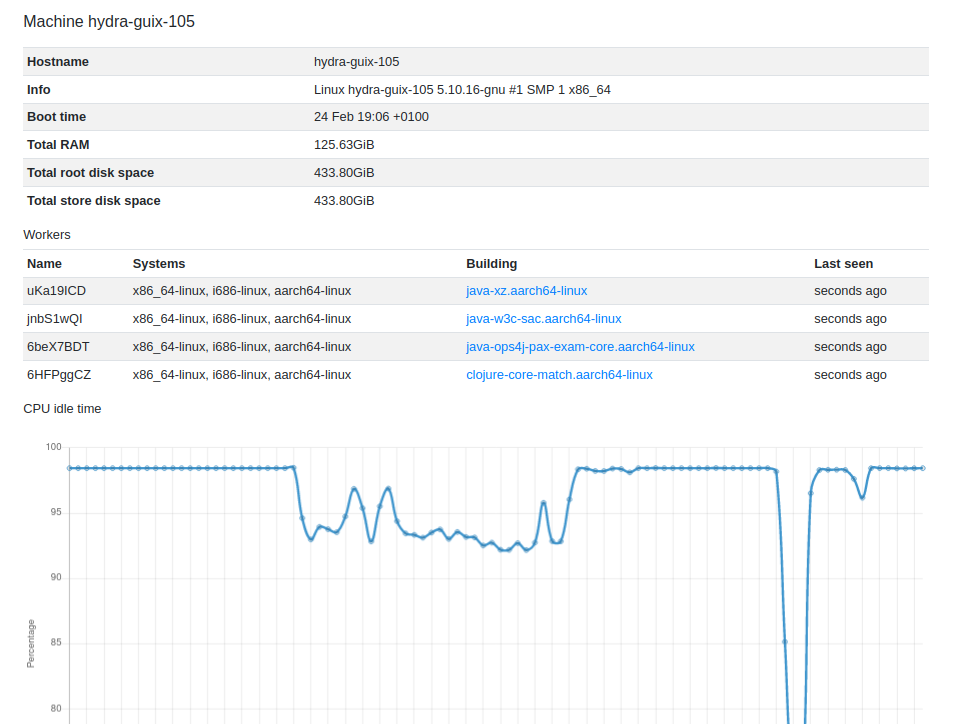 Machine hydra-guix-105
Hostname hydra-guix-105
Info Linux hydra-guix-105 5.10.16-gnu #1 SMP 1 x86_64
Boot time 24 Feb 19:06 +0100
Total RAM 125.63GiB
Total root disk space 433.80GiB
Total store disk space 433.80GiB
Workers
Name Systems Building Last seen
uKa19ICD x86_64-linux, i686-linux, aarch64-linux java-xz.aarch64-linux seconds ago
jnbS1wQI x86_64-linux, i686-linux, aarch64-linux java-w3c-sac.aarch64-linux seconds ago
6beX7BDT x86_64-linux, i686-linux, aarch64-linux java-ops4j-pax-exam-core.aarch64-linux seconds ago
6HFPggCZ x86_64-linux, i686-linux, aarch64-linux clojure-core-match.aarch64-linux seconds ago
CPU idle time
100
95
90
85
80
Percentage